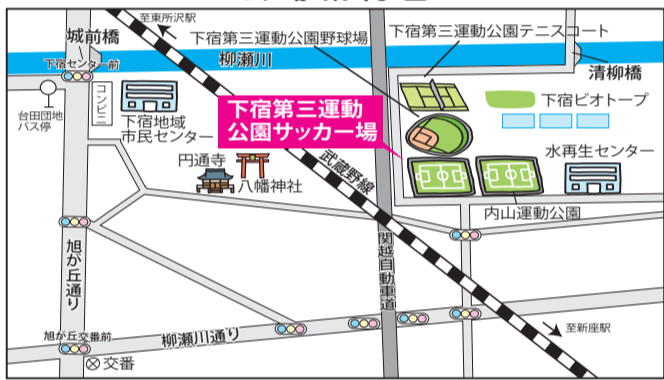 至東所沢駅
城前橋
下宿第三運動公園野球場
下宿第三運動公園テニスコート
下宿センター前
柳瀬川
清柳橋
台田団地
バス停
コンビニ
下宿地域
市民センター
下宿第三運動
公園サッカー場
下宿ビオトープ
水再生センター
円通寺
八幡神社
武蔵野線
内山運動公園
旭が丘通り
関越自動車道
旭が丘交番前
柳瀬川通り
至新座駅
交番